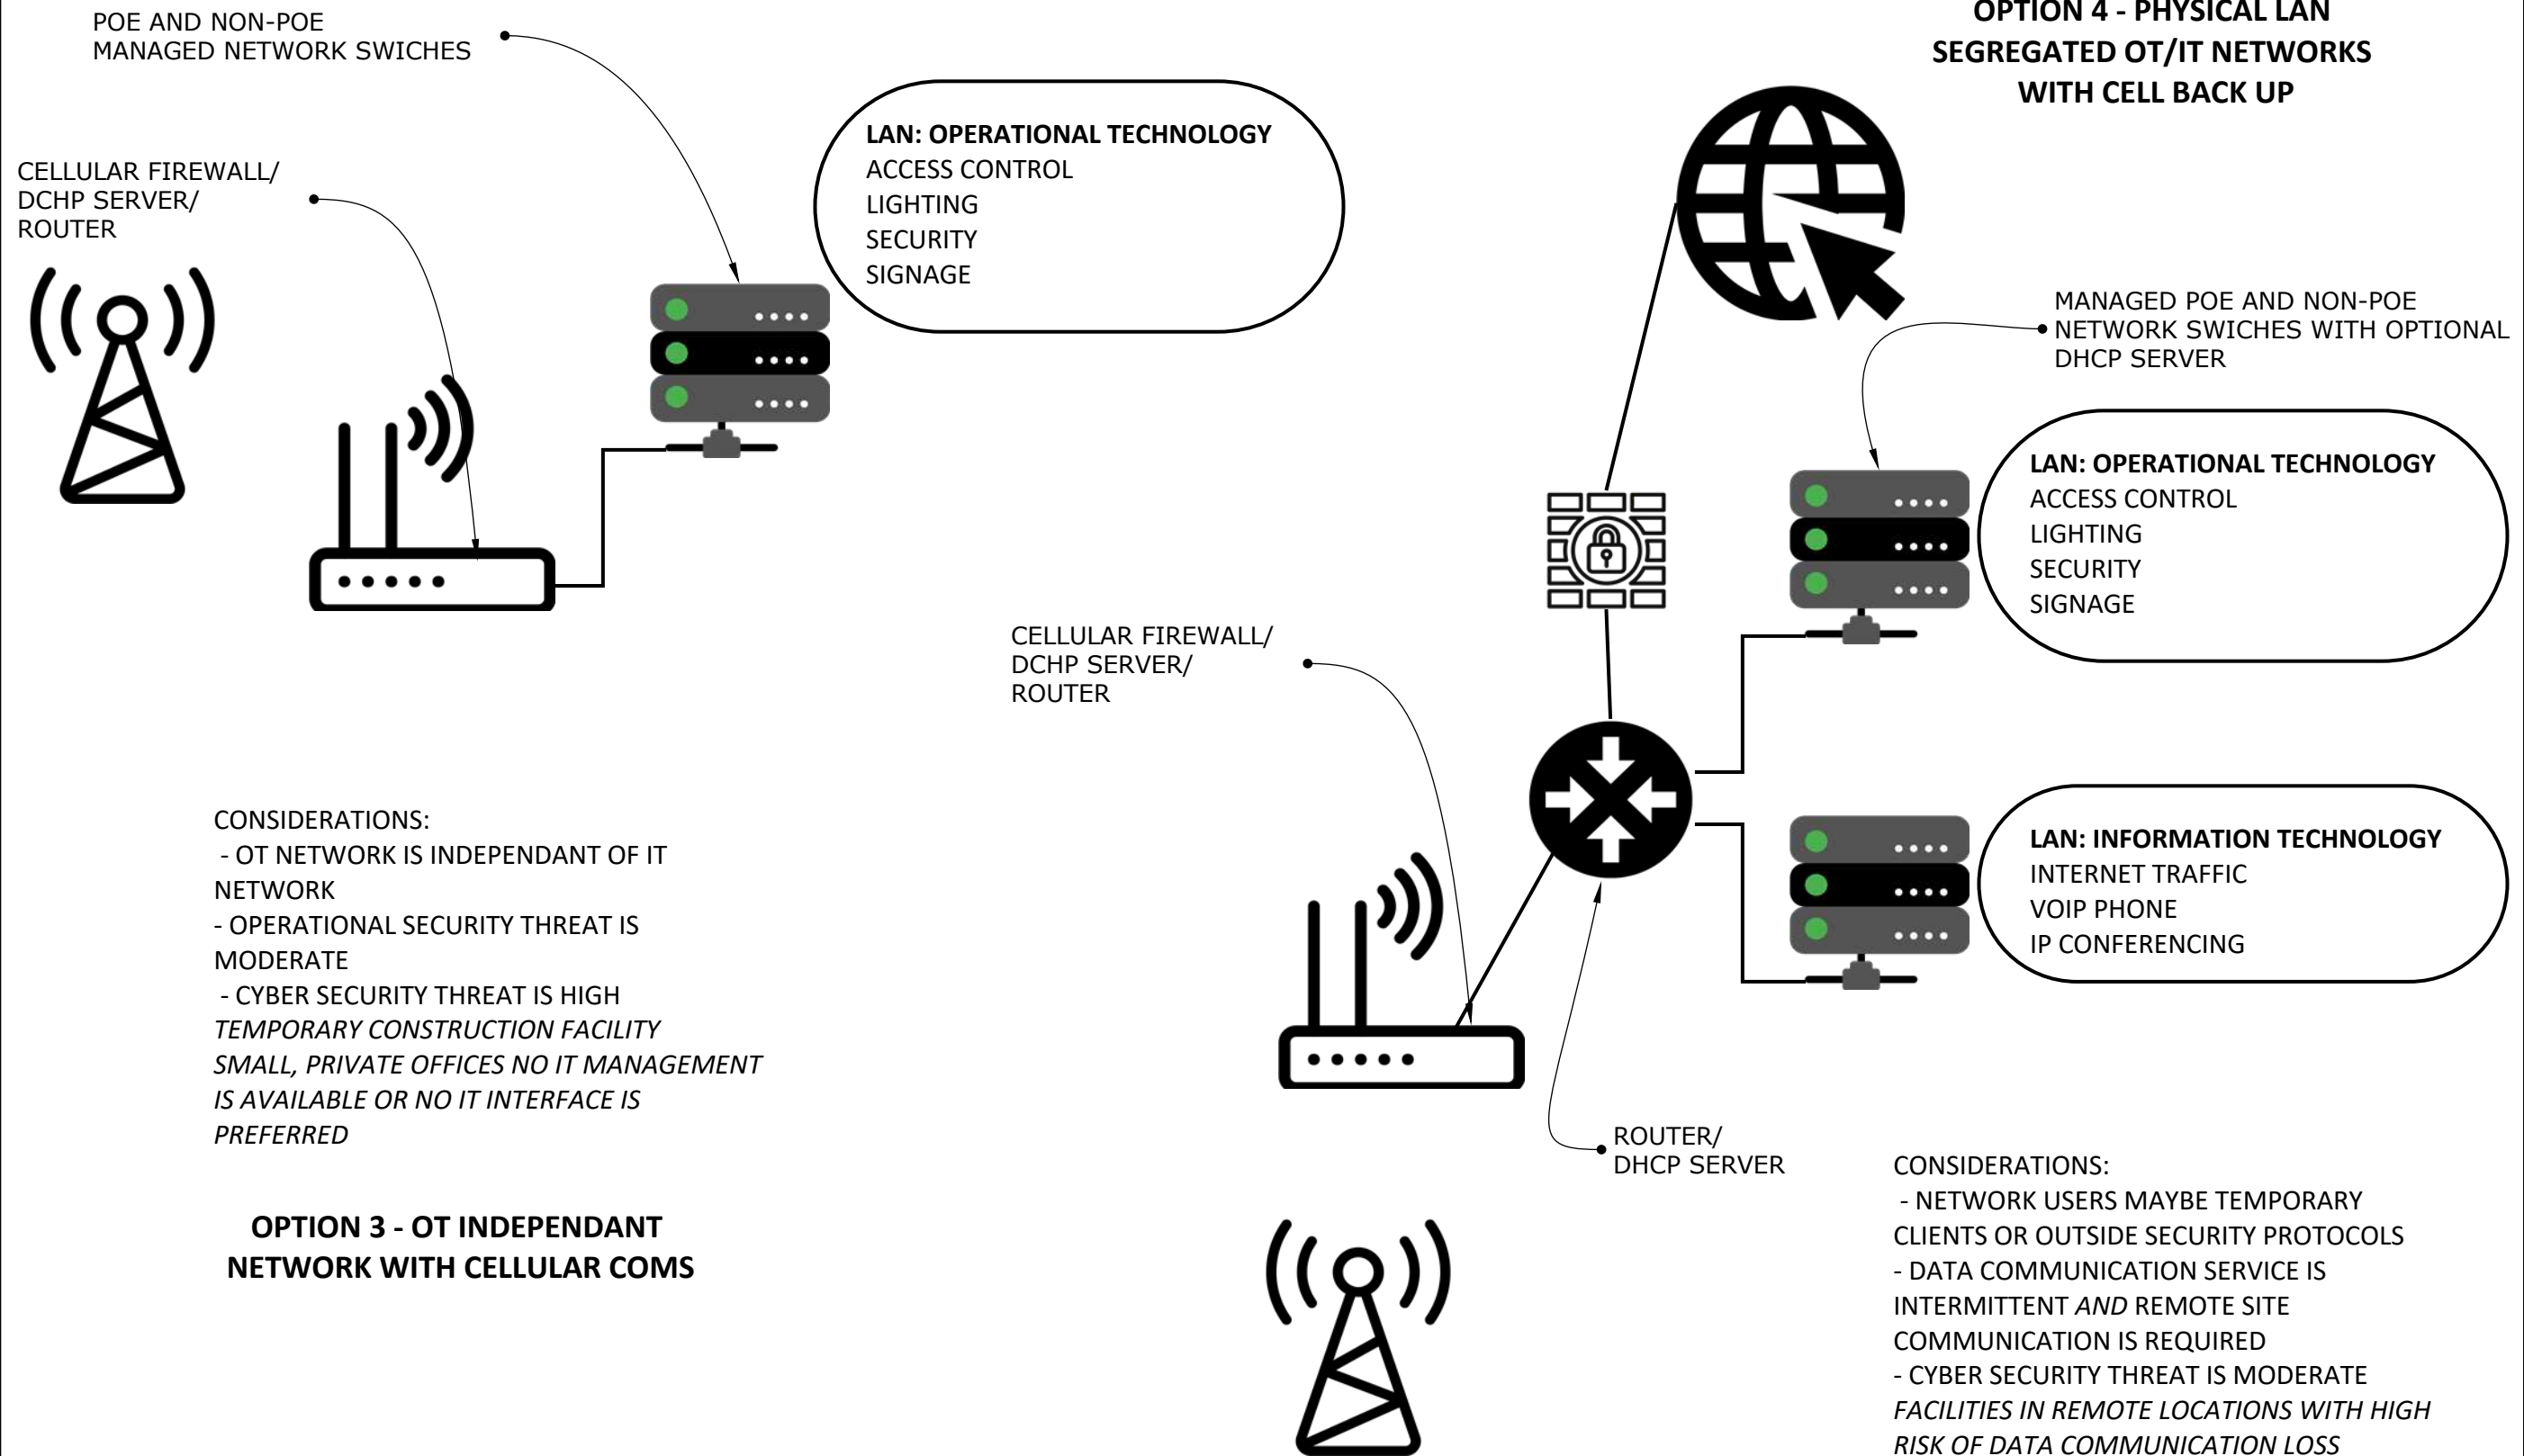 POE AND NON-POE
MANAGED NETWORK SWICHES
CELLULAR FIREWALL/
DCHP SERVER/
ROUTER
LAN: OPERATIONAL TECHNOLOGY
ACCESS CONTROL
LIGHTING
SECURITY
SIGNAGE
CONSIDERATIONS:
- OT NETWORK IS INDEPENDANT OF IT
NETWORK
- OPERATIONAL SECURITY THREAT IS
MODERATE
- CYBER SECURITY THREAT IS HIGH
TEMPORARY CONSTRUCTION FACILITY
SMALL, PRIVATE OFFICES NO IT MANAGEMENT
IS AVAILABLE OR NO IT INTERFACE IS
PREFERRED
OPTION 3 - OT INDEPENDANT
NETWORK WITH CELLULAR COMS
OPTION 4 - PHYSICAL LAN
SEGREGATED OT/IT NETWORKS
WITH CELL BACK UP
MANAGED POE AND NON-POE
NETWORK SWICHES WITH OPTIONAL
DHCP SERVER
LAN: OPERATIONAL TECHNOLOGY
ACCESS CONTROL
LIGHTING
SECURITY
SIGNAGE
CELLULAR FIREWALL/
DCHP SERVER/
ROUTER
LAN: INFORMATION TECHNOLOGY
INTERNET TRAFFIC
VOIP PHONE
IP CONFERENCING
ROUTER/
DHCP SERVER
CONSIDERATIONS:
- NETWORK USERS MAYBE TEMPORARY
CLIENTS OR OUTSIDE SECURITY PROTOCOLS
- DATA COMMUNICATION SERVICE IS
INTERMITTENT AND REMOTE SITE
COMMUNICATION IS REQUIRED
- CYBER SECURITY THREAT IS MODERATE
FACILITIES IN REMOTE LOCATIONS WITH HIGH
RISK OF DATA COMMUNICATION LOSS